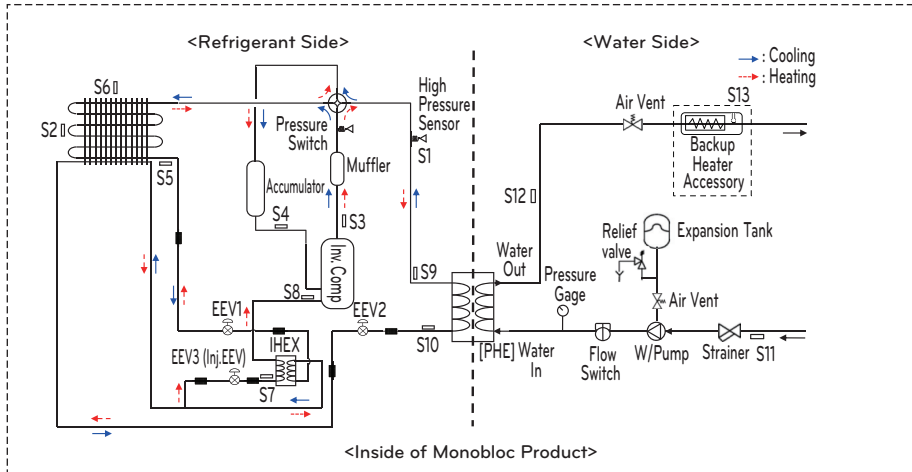 <Refrigerant Side>
<Water Side>
: Cooling
: Heating
S6
High
Pressure
Sensor
S13
Air Vent
S2
Pressure
Switch
S1
Backup
Heater
Accessory
Muffler
S5
Accumulator
S12
S4
S3
Relief
valve
Expansion Tank
Inv. Comp
Water
Out
S9
Pressure
Gage
S8
Air Vent
EEV1
EEV2
IHEX
S10
[PHE]
Water
In
Flow
Switch
W/Pump
Strainer
S11
EEV3 (Inj.EEV)
S7
<Inside of Monobloc Product>